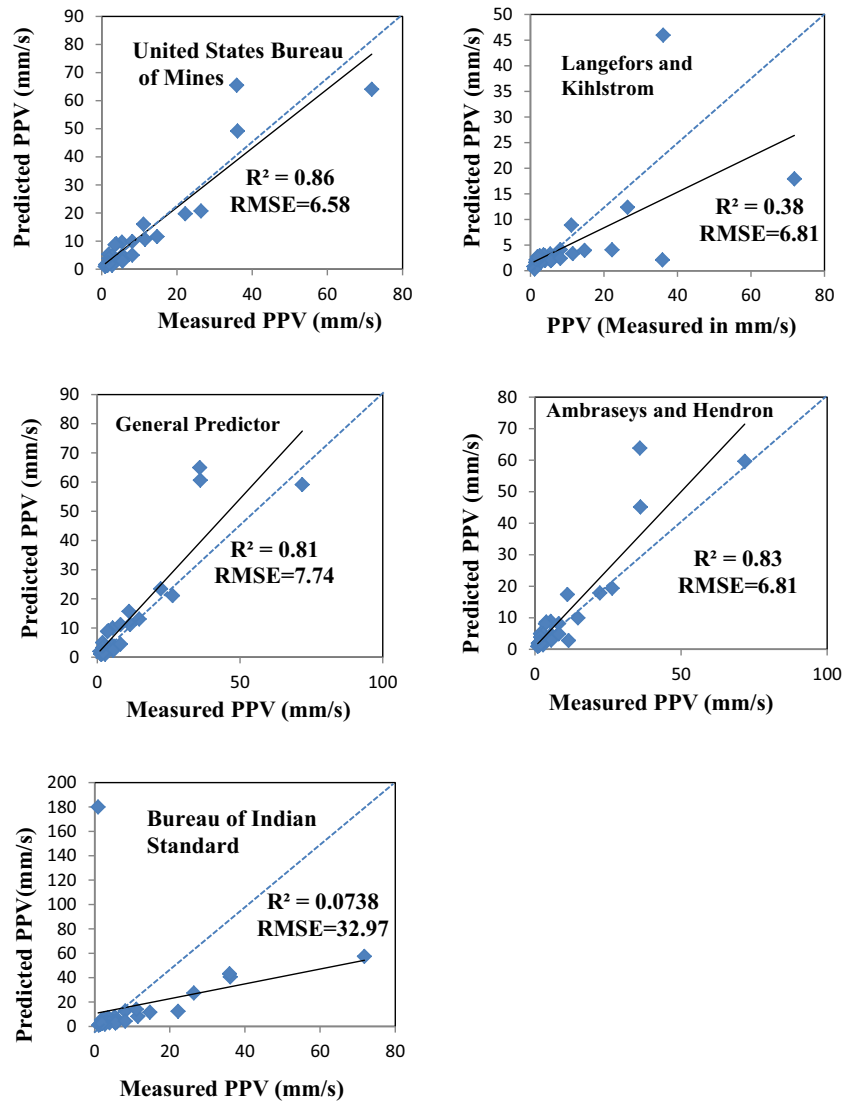 90
80
70
60
50
40
30
20
10
0
Predicted PPV (mm/s)
United States Bureau
of Mines
R² = 0.86
RMSE=6.58
0 20 40 60 80
Measured PPV (mm/s)
50
45
40
35
30
25
20
15
10
5
0
Predicted PPV (mm/s)
Langefors and
Kihlstrom
R² = 0.38
RMSE=6.81
0 20 40 60 80
PPV (Measured in mm/s)
90
80
70
60
50
40
30
20
10
0
Predicted PPV (mm/s)
General Predictor
R² = 0.81
RMSE=7.74
0 50 100
Measured PPV (mm/s)
80
70
60
50
40
30
20
10
0
Predicted PPV (mm/s)
Ambraseys and Hendron
R² = 0.83
RMSE=6.81
0 50 100
Measured PPV (mm/s)
200
180
160
140
120
100
80
60
40
20
0
Predicted PPV(mm/s)
Bureau of Indian
Standard
R² = 0.0738
RMSE=32.97
0 20 40 60 80
Measured PPV (mm/s)